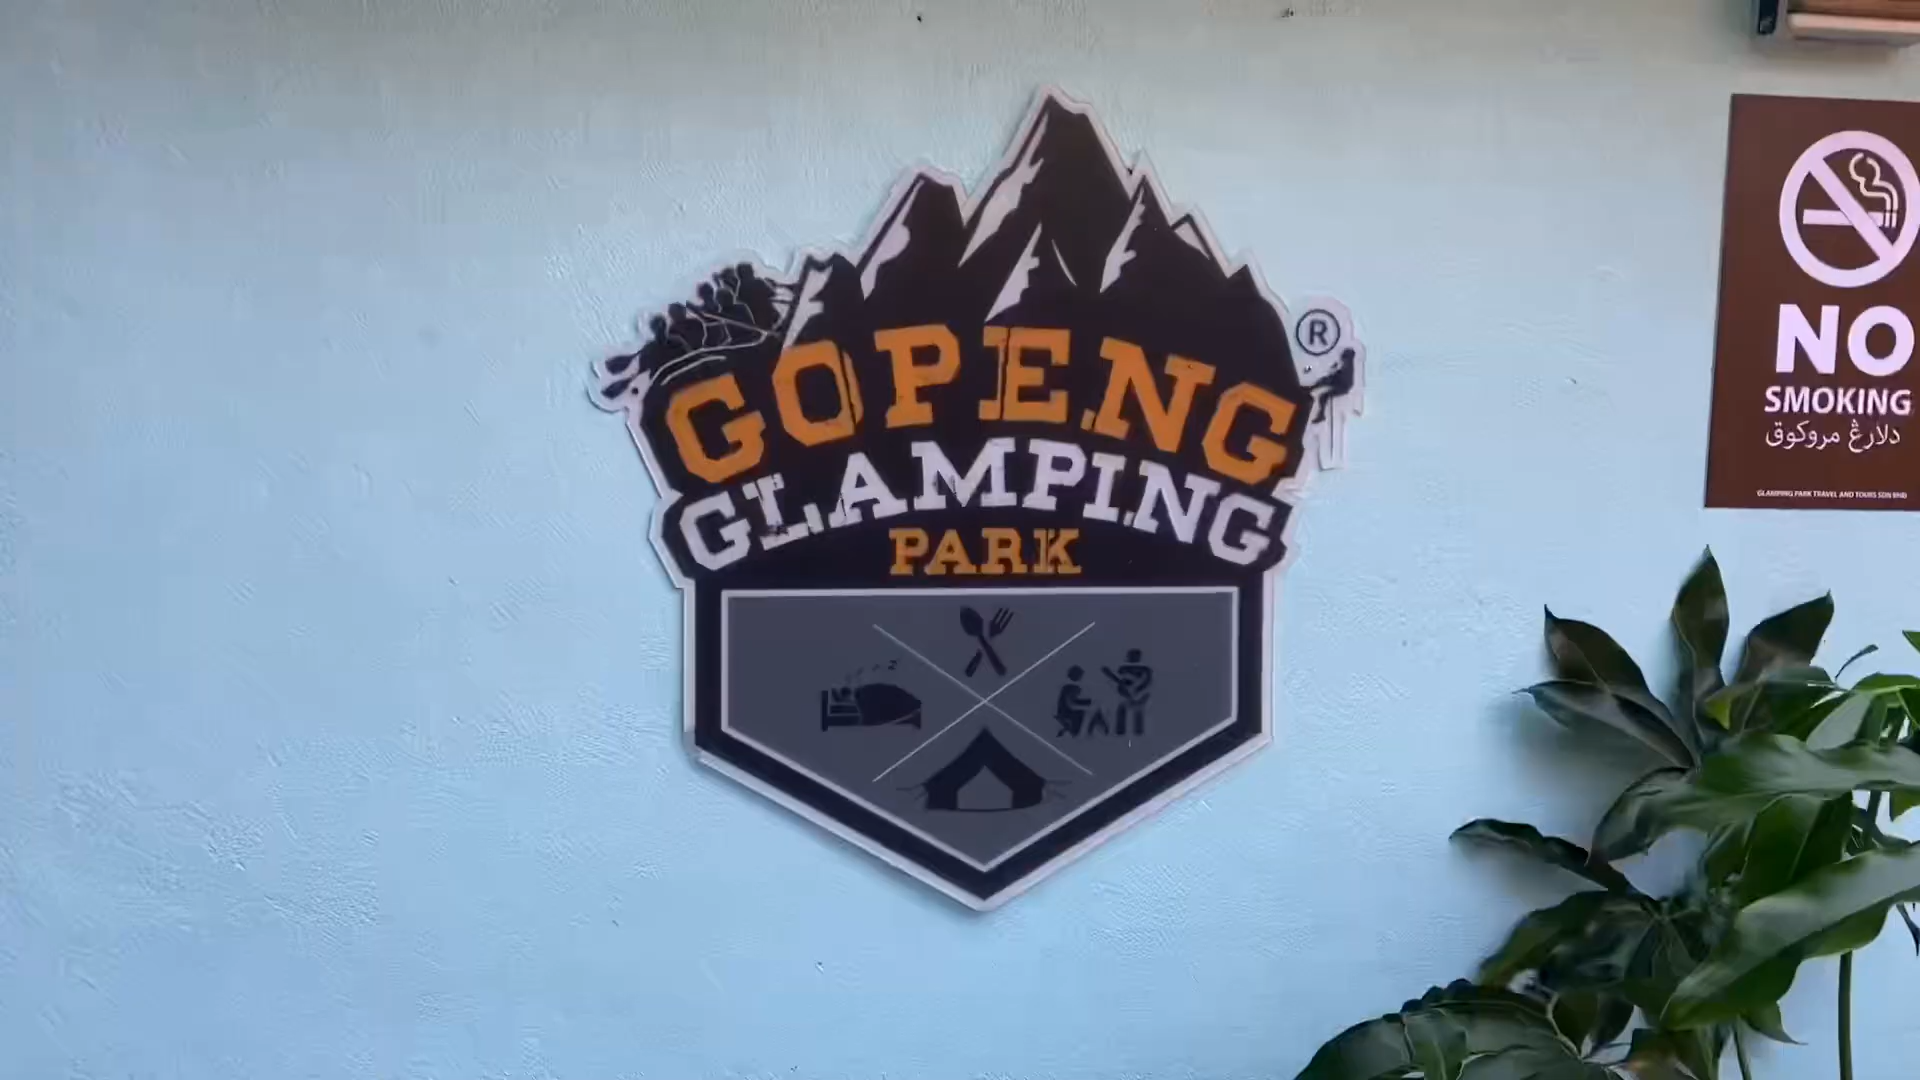 GOPENG
®
GLAMPING
PARK
NO
SMOKING
دلارڠ مروكوق
GLAMPING PARK TRAVEL AND TOURS SDN BHD